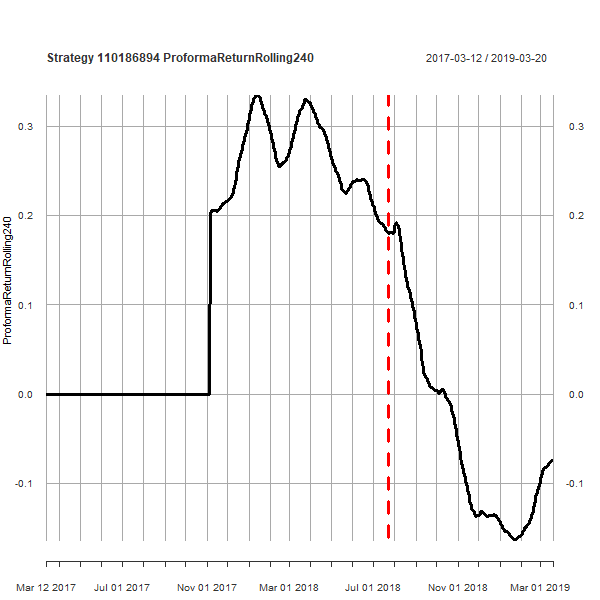 Strategy 110186894 ProformaReturnRolling240
2017-03-12 / 2019-03-20
ProformaReturnRolling240
0.3 0.3
0.2 0.2
0.1 0.1
0.0 0.0
-0.1 -0.1
Mar 12 2017 Jul 01 2017 Nov 01 2017 Mar 01 2018 Jul 01 2018 Nov 01 2018 Mar 01 2019